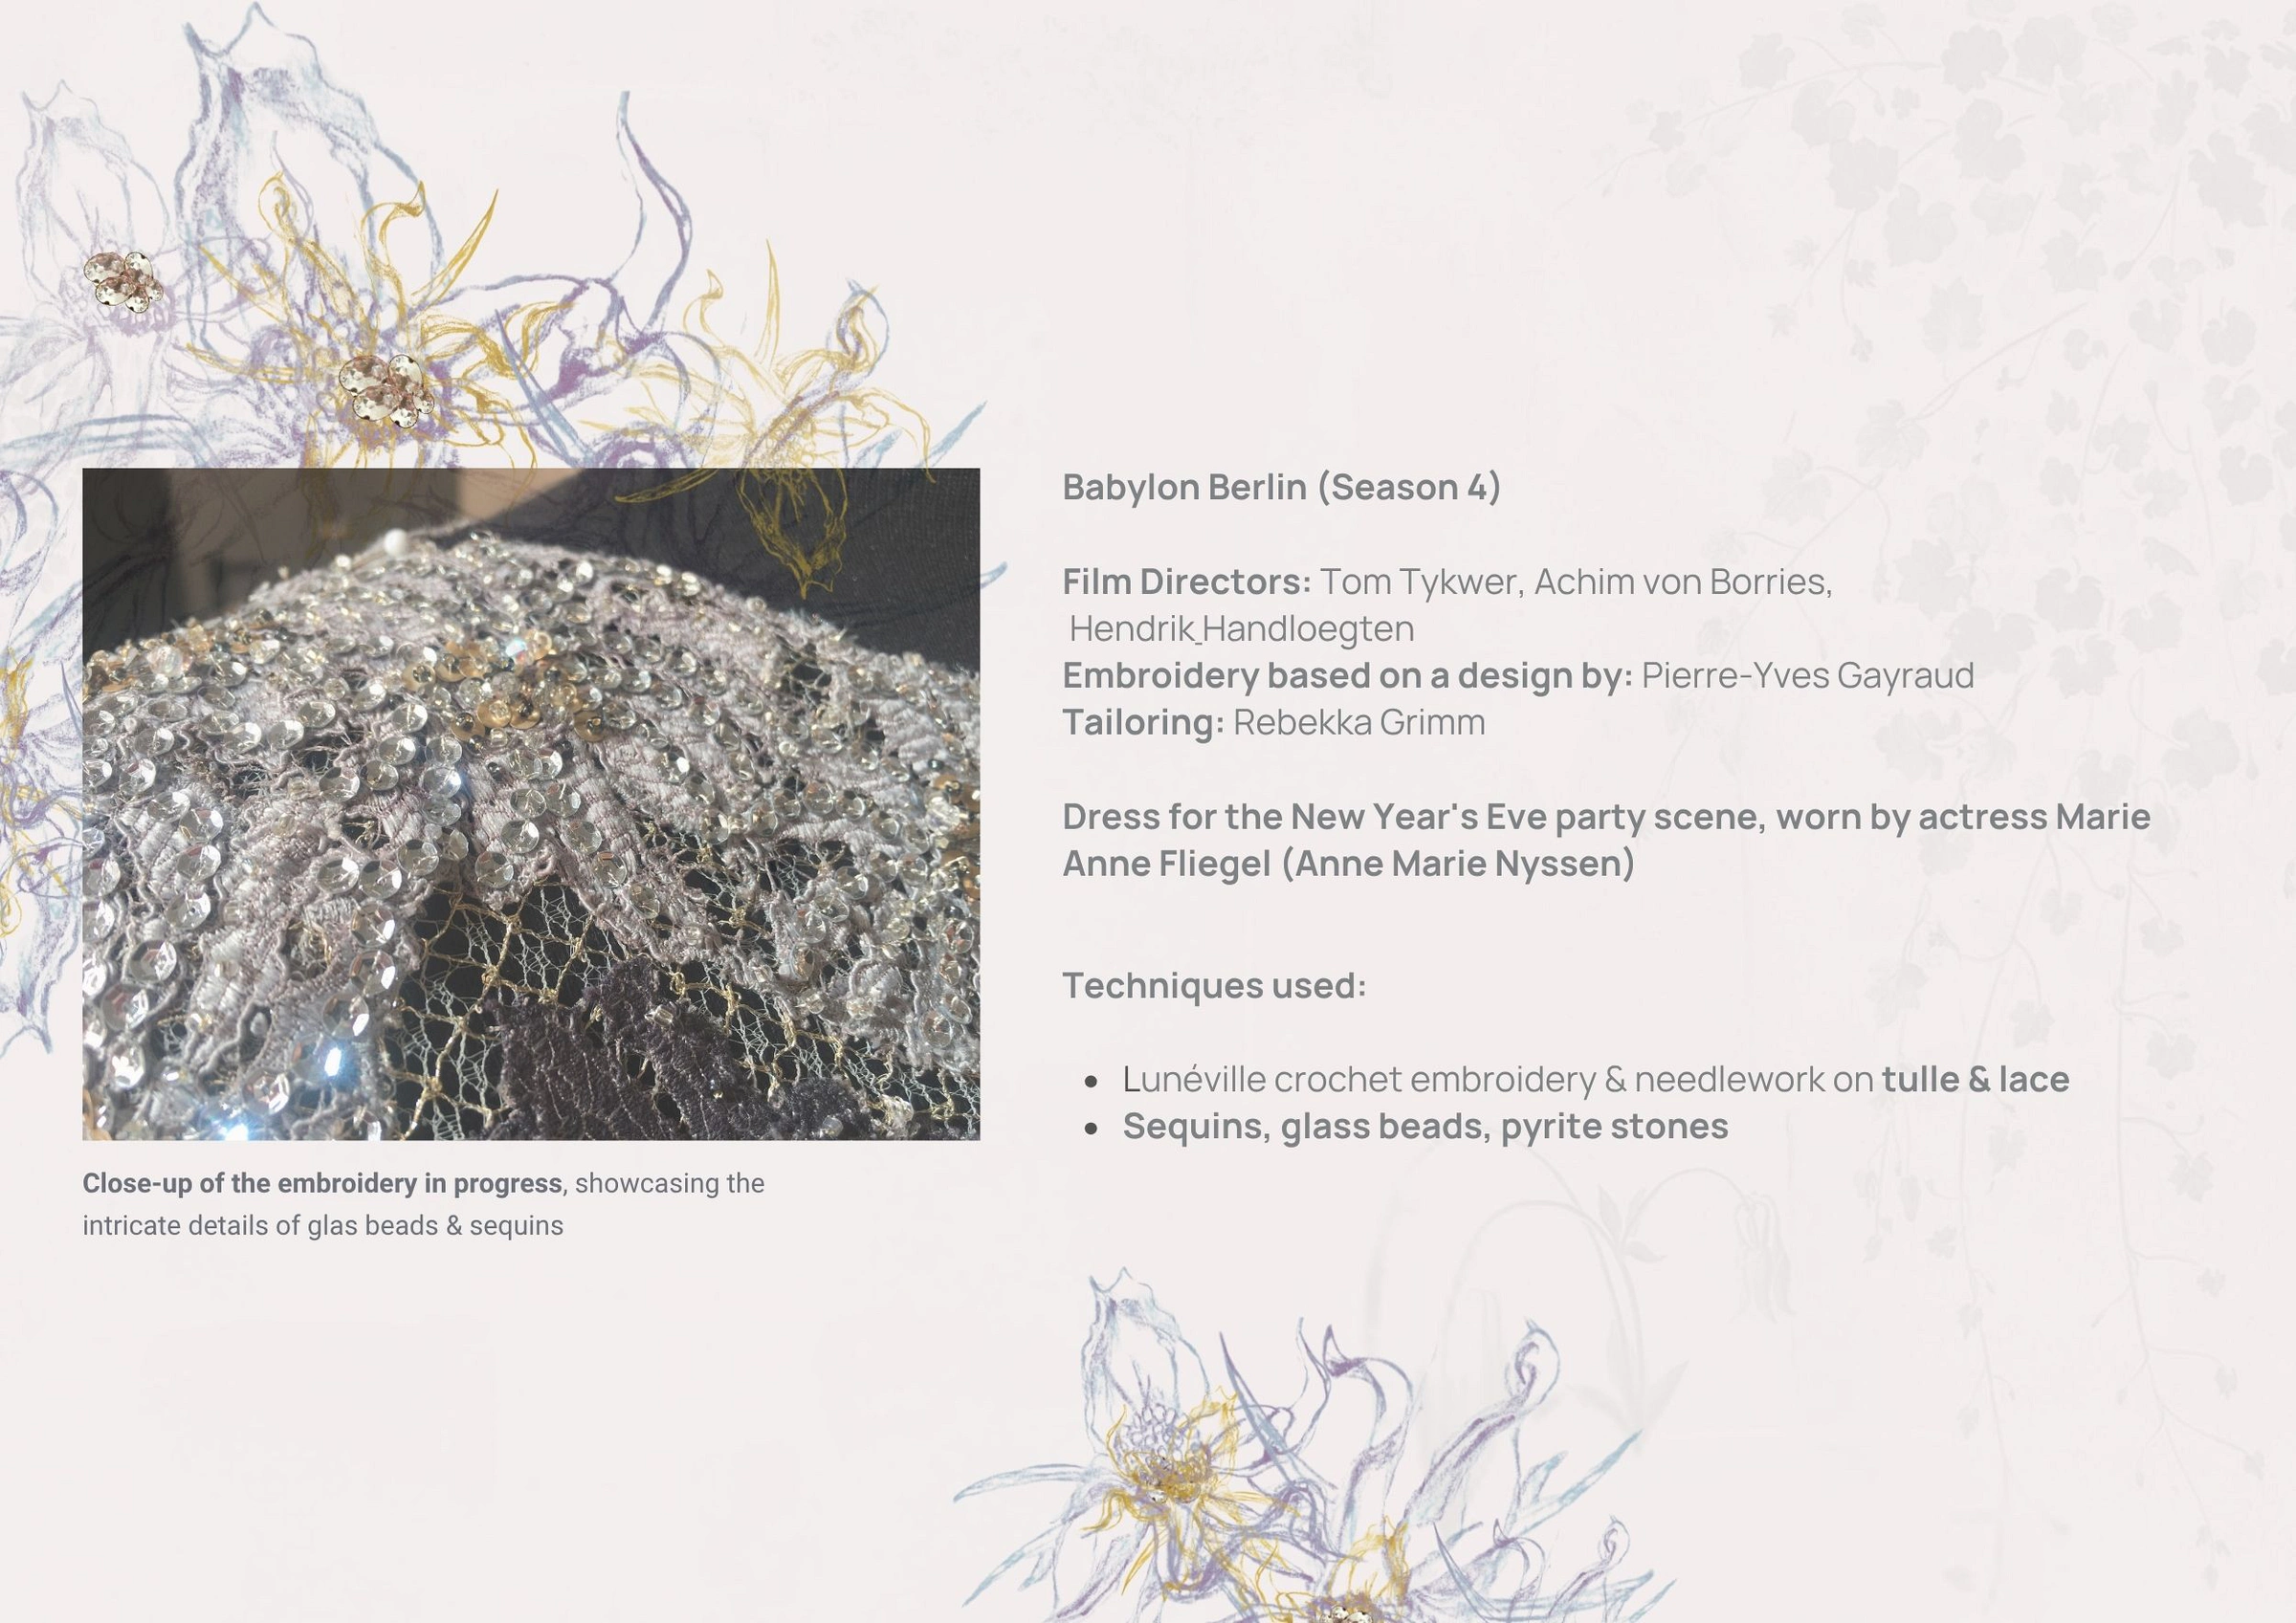 Babylon Berlin (Season 4)
Film Directors: Tom Tykwer, Achim von Borries,
Hendrik Handloegten
Embroidery based on a design by: Pierre-Yves Gayraud
Tailoring: Rebekka Grimm
Dress for the New Year's Eve party scene, worn by actress Marie
Anne Fliegel (Anne Marie Nyssen)
Techniques used:
• Lunéville crochet embroidery & needlework on tulle & lace
• Sequins, glass beads, pyrite stones
Close-up of the embroidery in progress, showcasing the
intricate details of glas beads & sequins